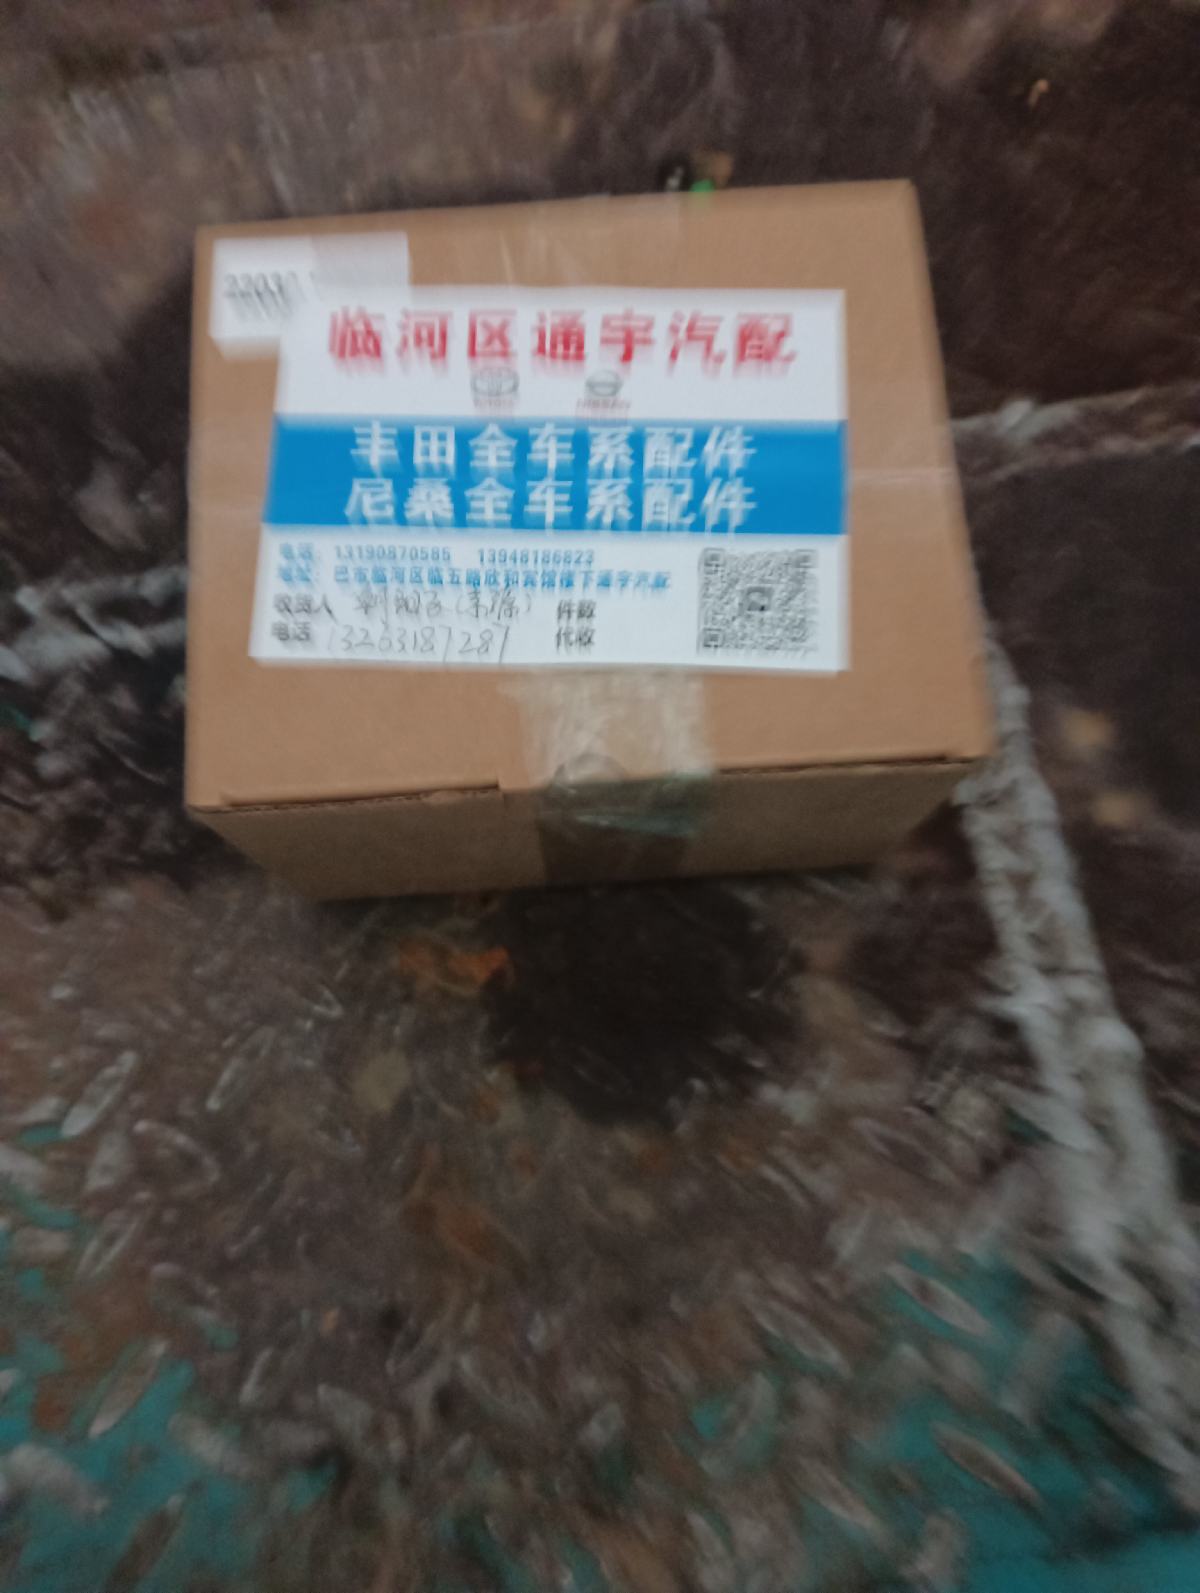 临河区通宇汽配
丰田全车系配件
尼桑全车系配件
电话：13190870585 13948186823
地址：巴市临河区临五路欣和宾馆楼下通宇汽配
收货人 件数
电话 13263187287 代收